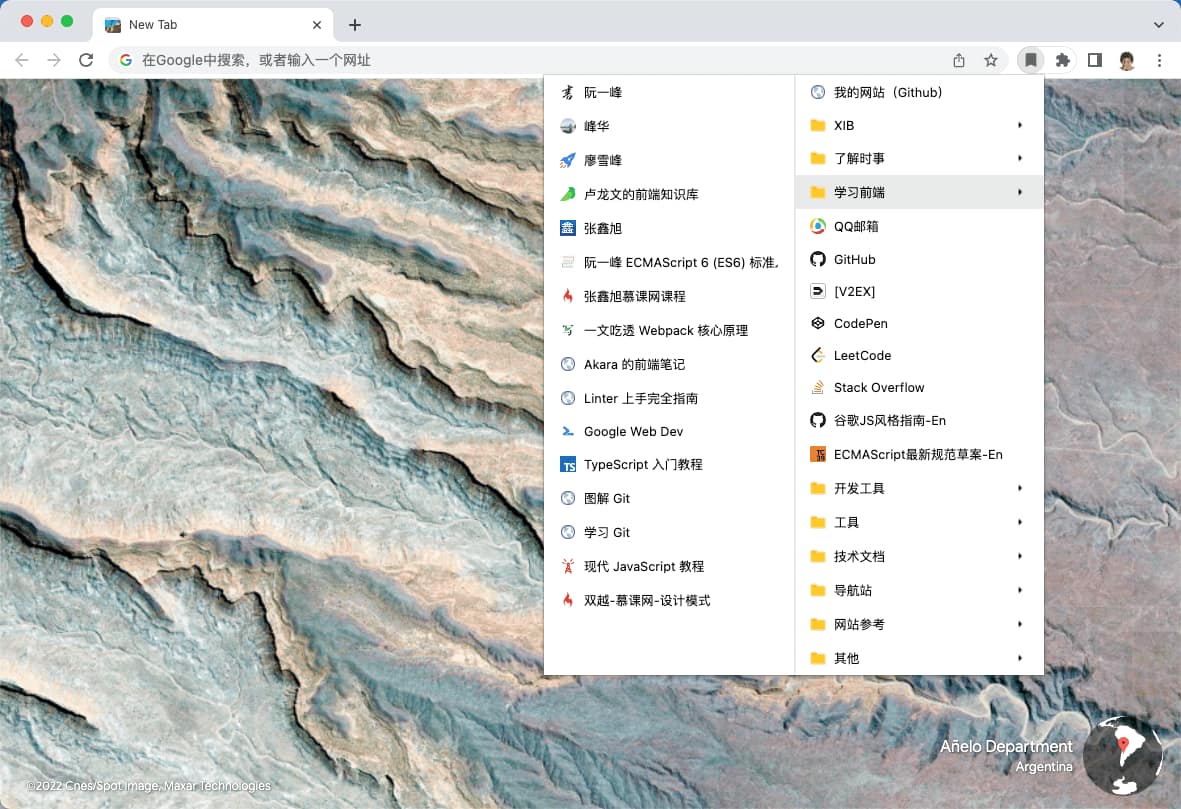 New Tab
在Google中搜索，或者输入一个网址
阮一峰
峰华
廖雪峰
卢龙文的前端知识库
鑫
张鑫旭
阮一峰 ECMAScript 6 (ES6) 标准
张鑫旭慕课网课程
一文吃透 Webpack 核心原理
Akara 的前端笔记
Linter 上手完全指南
Google Web Dev
TS
TypeScript 入门教程
图解 Git
学习 Git
现代 JavaScript 教程
双越-慕课网-设计模式
我的网站（Github）
XIB
了解时事
学习前端
QQ邮箱
GitHub
[V2EX]
CodePen
LeetCode
Stack Overflow
谷歌JS风格指南-En
ECMAScript最新规范草案-En
开发工具
工具
技术文档
导航站
网站参考
其他
Añelo Department
Argentina
©2022 Cnes/Spot Image, Maxar Technologies